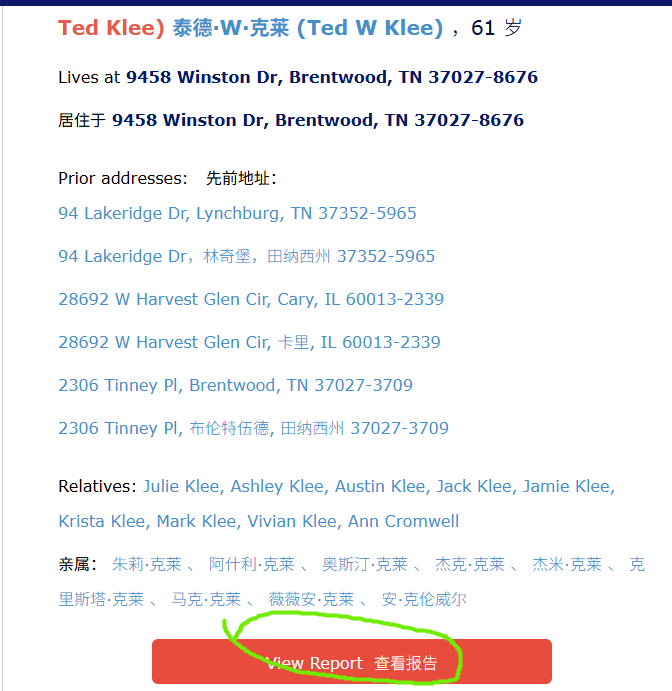 Ted Klee) 泰德·W·克莱 (Ted W Klee) ，61 岁
Lives at 9458 Winston Dr, Brentwood, TN 37027-8676
居住于 9458 Winston Dr, Brentwood, TN 37027-8676
Prior addresses: 先前地址：
94 Lakeridge Dr, Lynchburg, TN 37352-5965
94 Lakeridge Dr，林奇堡，田纳西州 37352-5965
28692 W Harvest Glen Cir, Cary, IL 60013-2339
28692 W Harvest Glen Cir, 卡里, IL 60013-2339
2306 Tinney Pl, Brentwood, TN 37027-3709
2306 Tinney Pl, 布伦特伍德, 田纳西州 37027-3709
Relatives: Julie Klee, Ashley Klee, Austin Klee, Jack Klee, Jamie Klee,
Krista Klee, Mark Klee, Vivian Klee, Ann Cromwell
亲属： 朱莉·克莱 、 阿什利·克莱 、 奥斯汀·克莱 、 杰克·克莱 、 杰米·克莱 、 克
里斯塔·克莱 、 马克·克莱 、 薇薇安·克莱 、 安·克伦威尔
View Report 查看报告